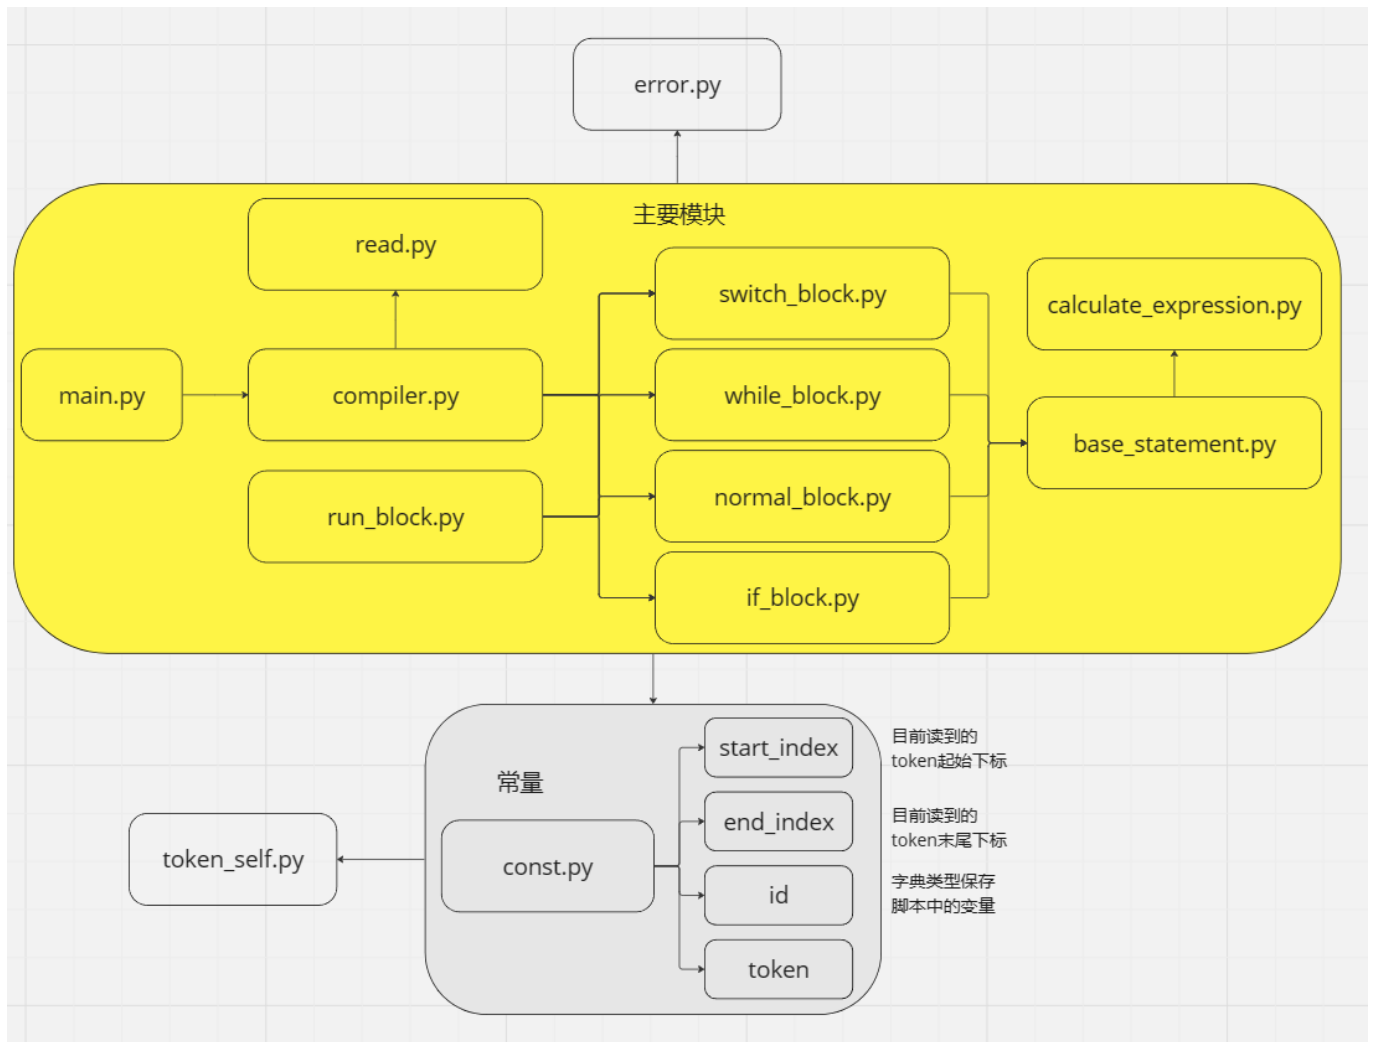 error.py
主要模块
read.py
switch_block.py
calculate_expression.py
main.py
compiler.py
while_block.py
base_statement.py
run_block.py
normal_block.py
if_block.py
常量
start_index
目前读到的
token起始下标
end_index
目前读到的
token末尾下标
token_self.py
const.py
id
字典类型保存
脚本中的变量
token